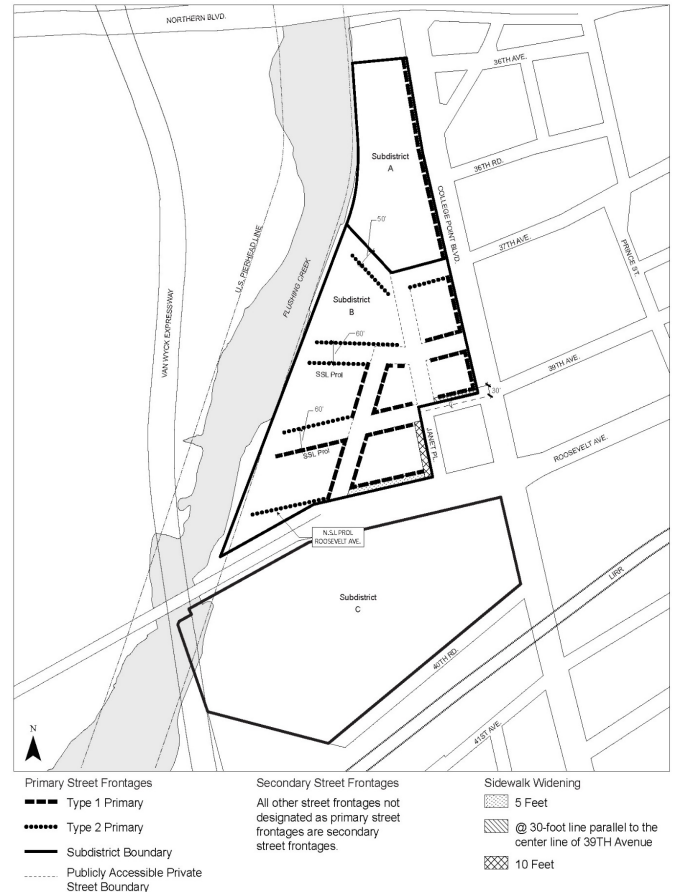 NORTHERN BLVD.
36TH AVE.
Subdistrict
A
36TH RD.
COLLEGE POINT BLVD.
50'
U.S. PIERHEAD LINE
37TH AVE.
PRINCE ST.
FLUSHING CREEK
VAN WYCK EXPRESSWAY
Subdistrict
B
60'
SSL Prol
39TH AVE.
30'
60'
JANET PL.
SSL Prol
ROOSEVELT AVE.
N.S.L PROL
ROOSEVELT AVE.
LIRR
Subdistrict
C
40TH RD.
41ST AVE.
N
Primary Street Frontages
Type 1 Primary
Type 2 Primary
Subdistrict Boundary
Publicly Accessible Private
Street Boundary
Secondary Street Frontages
All other street frontages not
designated as primary street
frontages are secondary
street frontages.
Sidewalk Widening
5 Feet
@ 30-foot line parallel to the
center line of 39TH Avenue
10 Feet